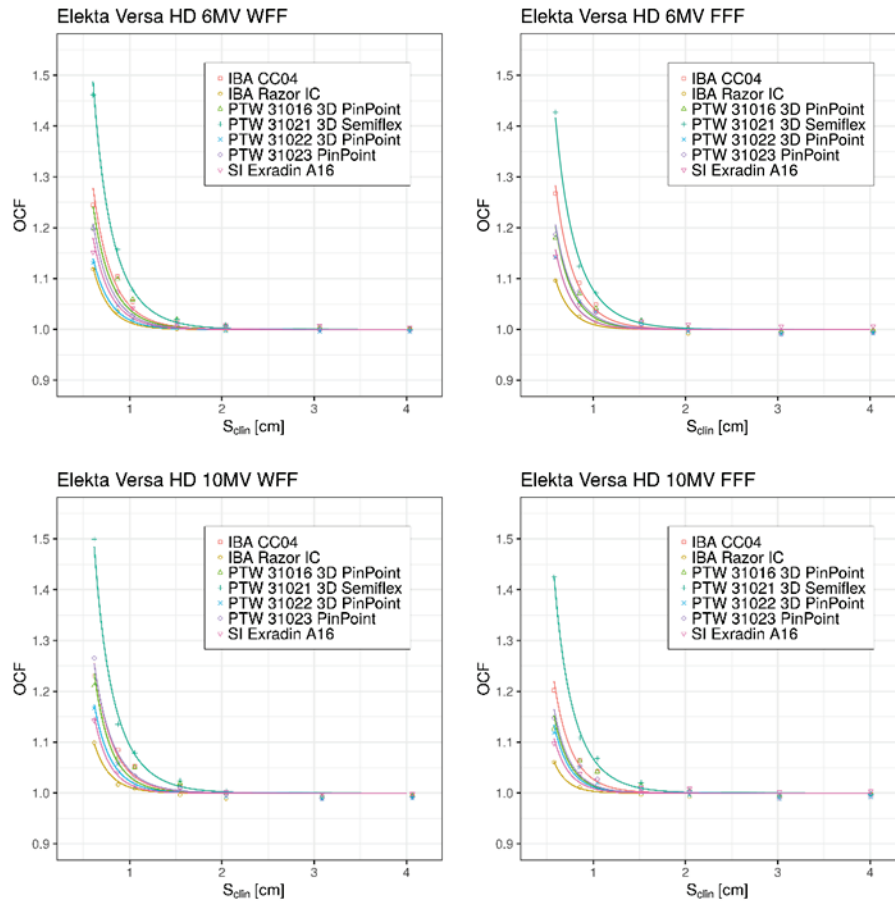 Elekta Versa HD 6MV WFF
OCF
1.5
1.4
1.3
1.2
1.1
1.0
0.9
IBA CC04
IBA Razor IC
PTW 31016 3D PinPoint
PTW 31021 3D Semiflex
PTW 31022 3D PinPoint
PTW 31023 PinPoint
SI Exradin A16
1 2 3 4
Sclin [cm]
Elekta Versa HD 6MV FFF
OCF
1.5
1.4
1.3
1.2
1.1
1.0
0.9
IBA CC04
IBA Razor IC
PTW 31016 3D PinPoint
PTW 31021 3D Semiflex
PTW 31022 3D PinPoint
PTW 31023 PinPoint
SI Exradin A16
1 2 3 4
Sclin [cm]
Elekta Versa HD 10MV WFF
OCF
1.5
1.4
1.3
1.2
1.1
1.0
0.9
IBA CC04
IBA Razor IC
PTW 31016 3D PinPoint
PTW 31021 3D Semiflex
PTW 31022 3D PinPoint
PTW 31023 PinPoint
SI Exradin A16
1 2 3 4
Sclin [cm]
Elekta Versa HD 10MV FFF
OCF
1.5
1.4
1.3
1.2
1.1
1.0
0.9
IBA CC04
IBA Razor IC
PTW 31016 3D PinPoint
PTW 31021 3D Semiflex
PTW 31022 3D PinPoint
PTW 31023 PinPoint
SI Exradin A16
1 2 3 4
Sclin [cm]